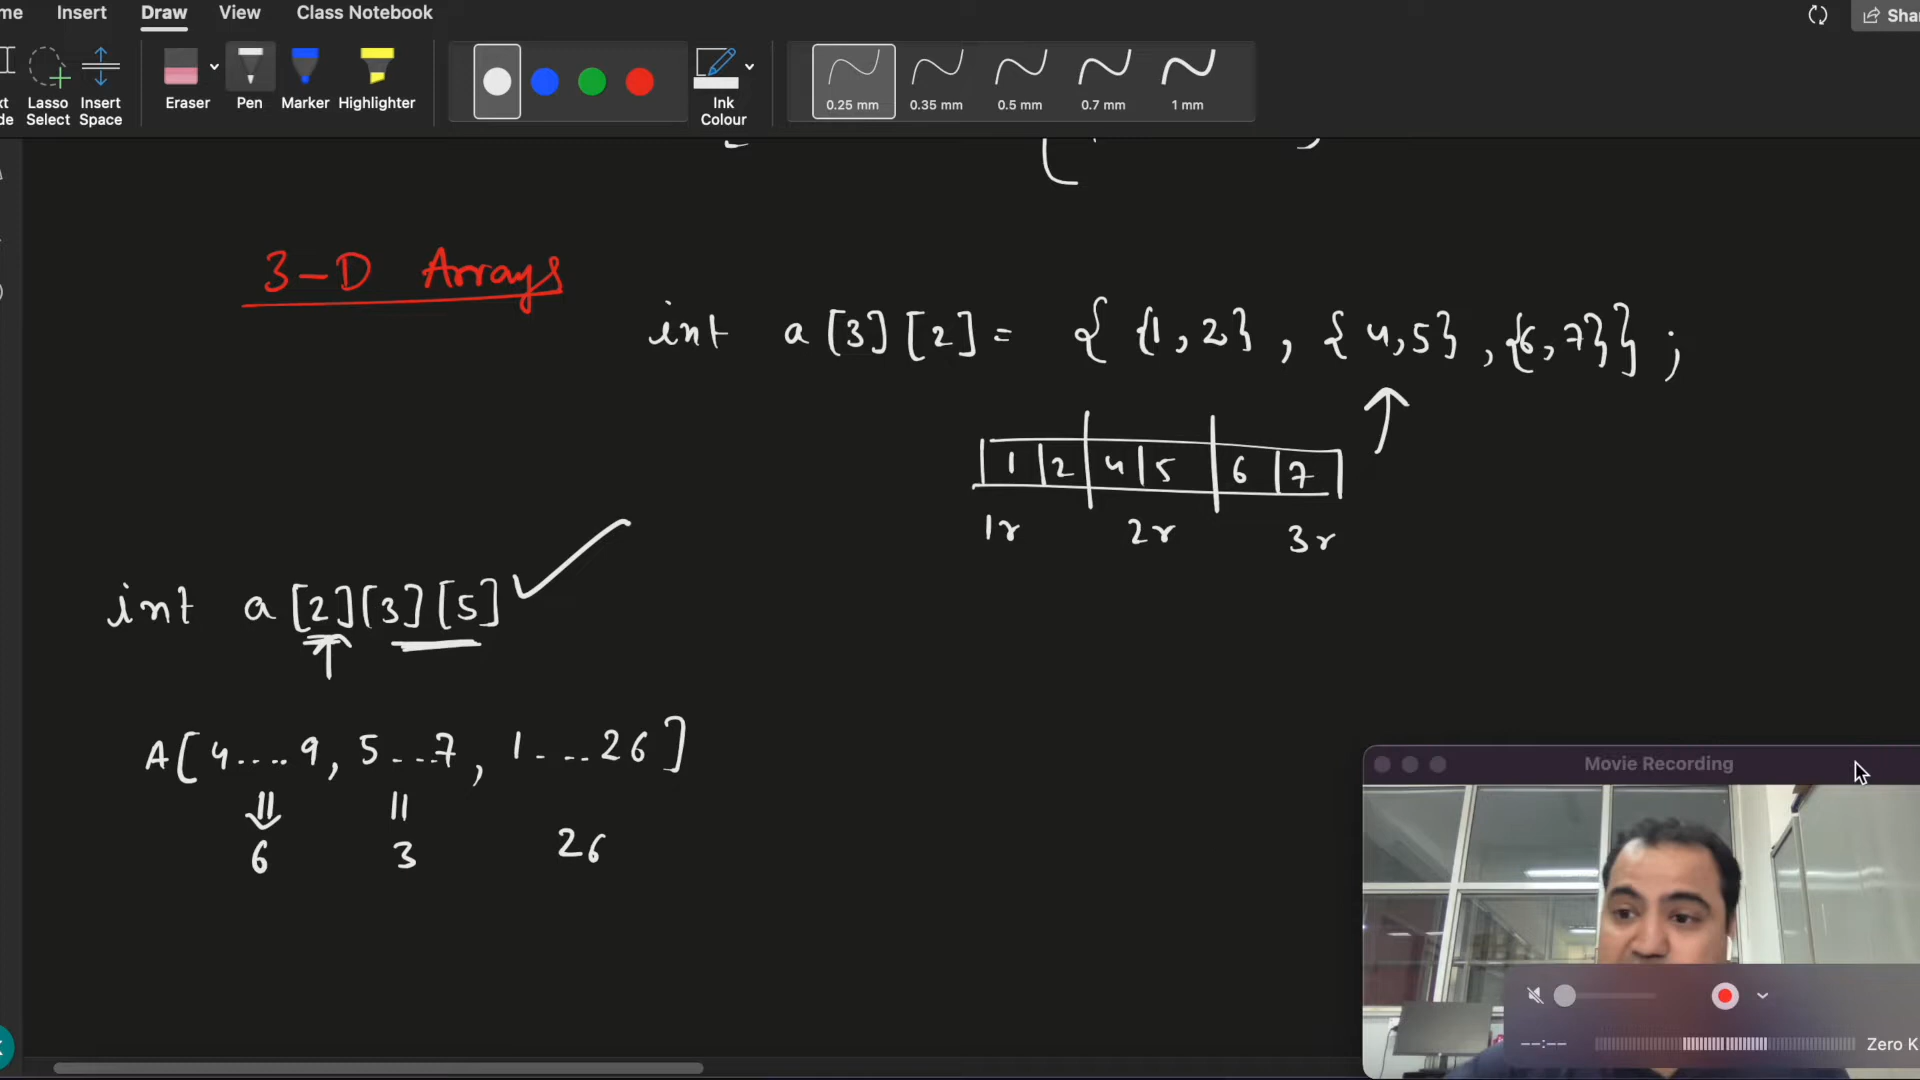 Insert Draw View Class Notebook
Lasso Select
Insert Space
Eraser
Pen
Marker
Highlighter
Ink Colour
0.25 mm
0.35 mm
0.5 mm
0.7 mm
1 mm
3-D Arrays
int a[3][2] = { {1,2}, {4,5}, {6,7}};
1 2 4 5 6 7
1r 2r 3r
int a[2][3][5]
A[4....9, 5...7, 1-...26]
6 3 26
Movie Recording
--:--
Zero K